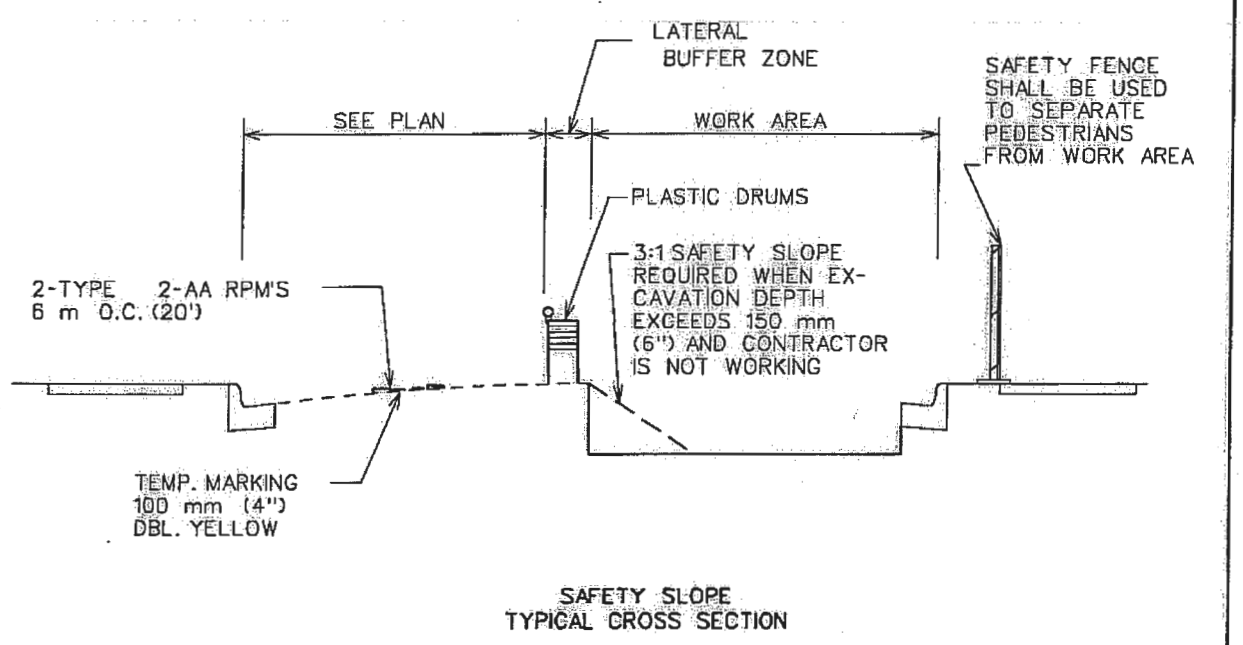 LATERAL
BUFFER ZONE
SAFETY FENCE
SHALL BE USED
TO SEPARATE
PEDESTRIANS
FROM WORK AREA
SEE PLAN
WORK AREA
PLASTIC DRUMS
3:1 SAFETY SLOPE
REQUIRED WHEN EX-
CAVATION DEPTH
EXCEEDS 150 mm
(6") AND CONTRACTOR
IS NOT WORKING
2-TYPE 2-AA RPM'S
6 m O.C. (20')
TEMP. MARKING
100 mm (4")
DBL. YELLOW
SAFETY SLOPE
TYPICAL CROSS SECTION